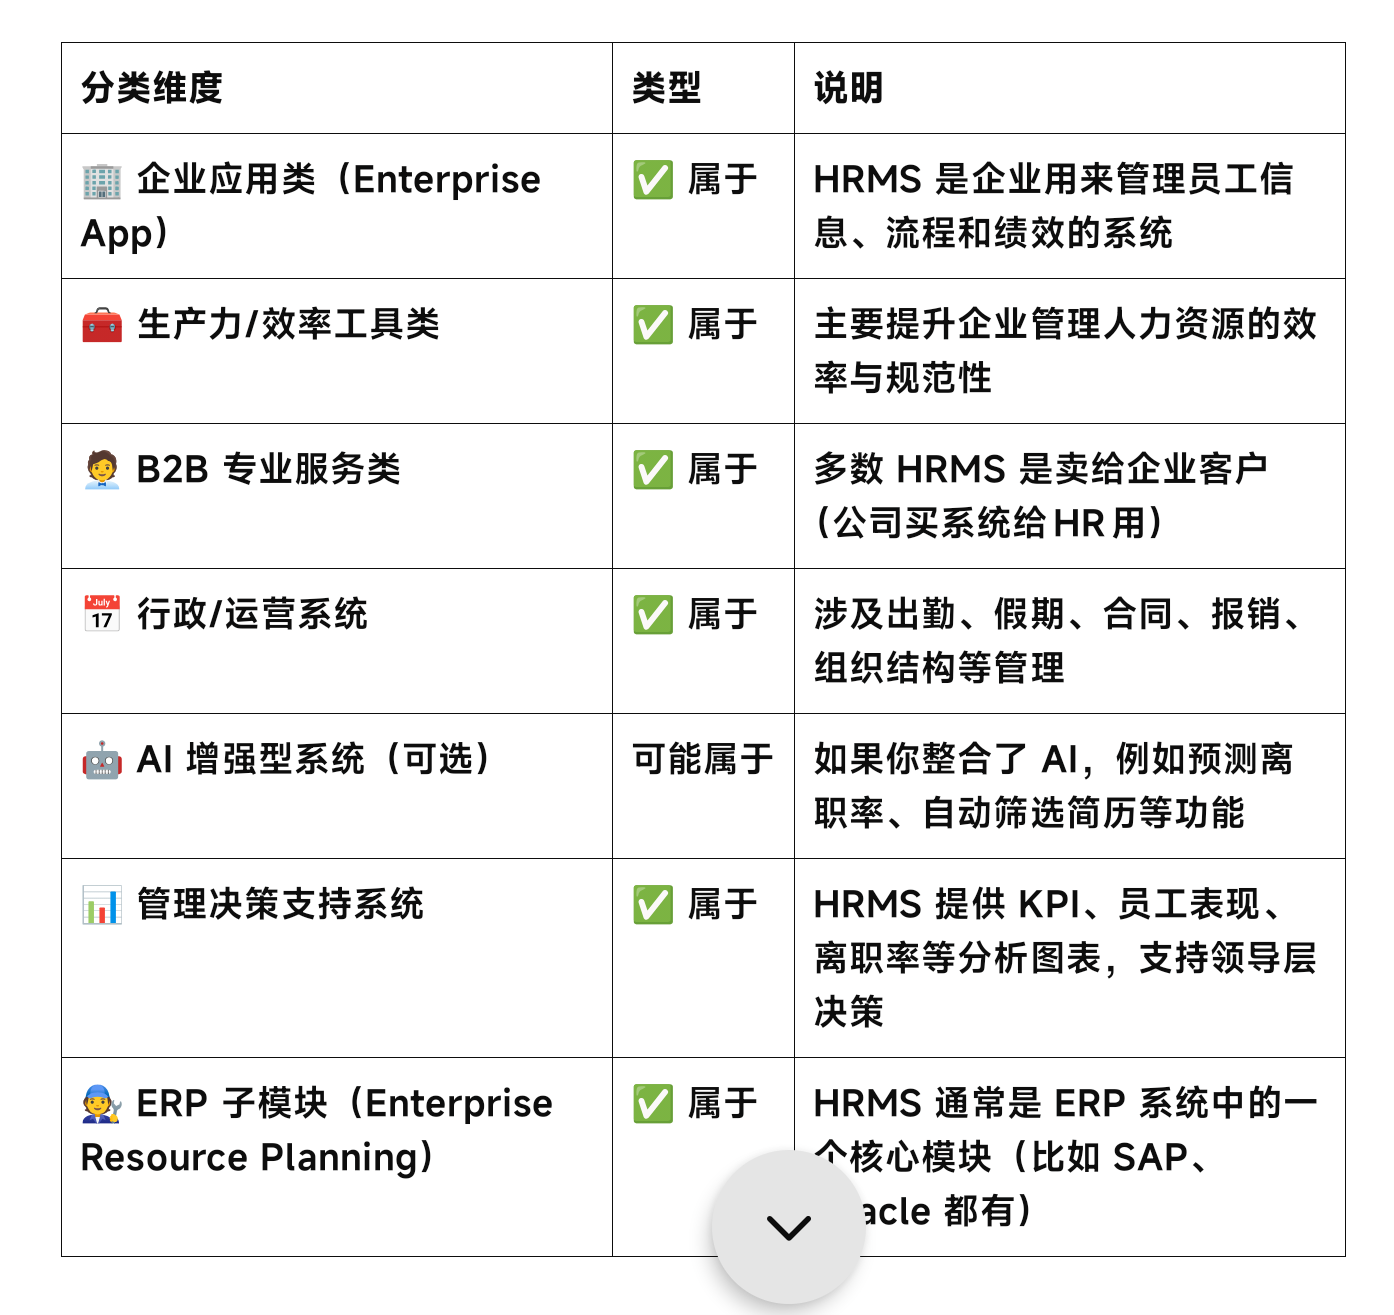 分类维度
类型
说明
🏢 企业应用类（Enterprise
App）
✅ 属于
HRMS 是企业用来管理员工信
息、流程和绩效的系统
🧰 生产力/效率工具类
✅ 属于
主要提升企业管理人力资源的效
率与规范性
🧑‍💼 B2B 专业服务类
✅ 属于
多数 HRMS 是卖给企业客户
（公司买系统给HR用）
📅 行政/运营系统
✅ 属于
涉及出勤、假期、合同、报销、
组织结构等管理
🤖 AI 增强型系统（可选）
可能属于
如果你整合了 AI，例如预测离
职率、自动筛选简历等功能
📊 管理决策支持系统
✅ 属于
HRMS 提供 KPI、员工表现、
离职率等分析图表，支持领导层
决策
🧑‍🔧 ERP 子模块（Enterprise
Resource Planning）
✅ 属于
HRMS 通常是 ERP 系统中的一
个核心模块（比如 SAP、
acle 都有）